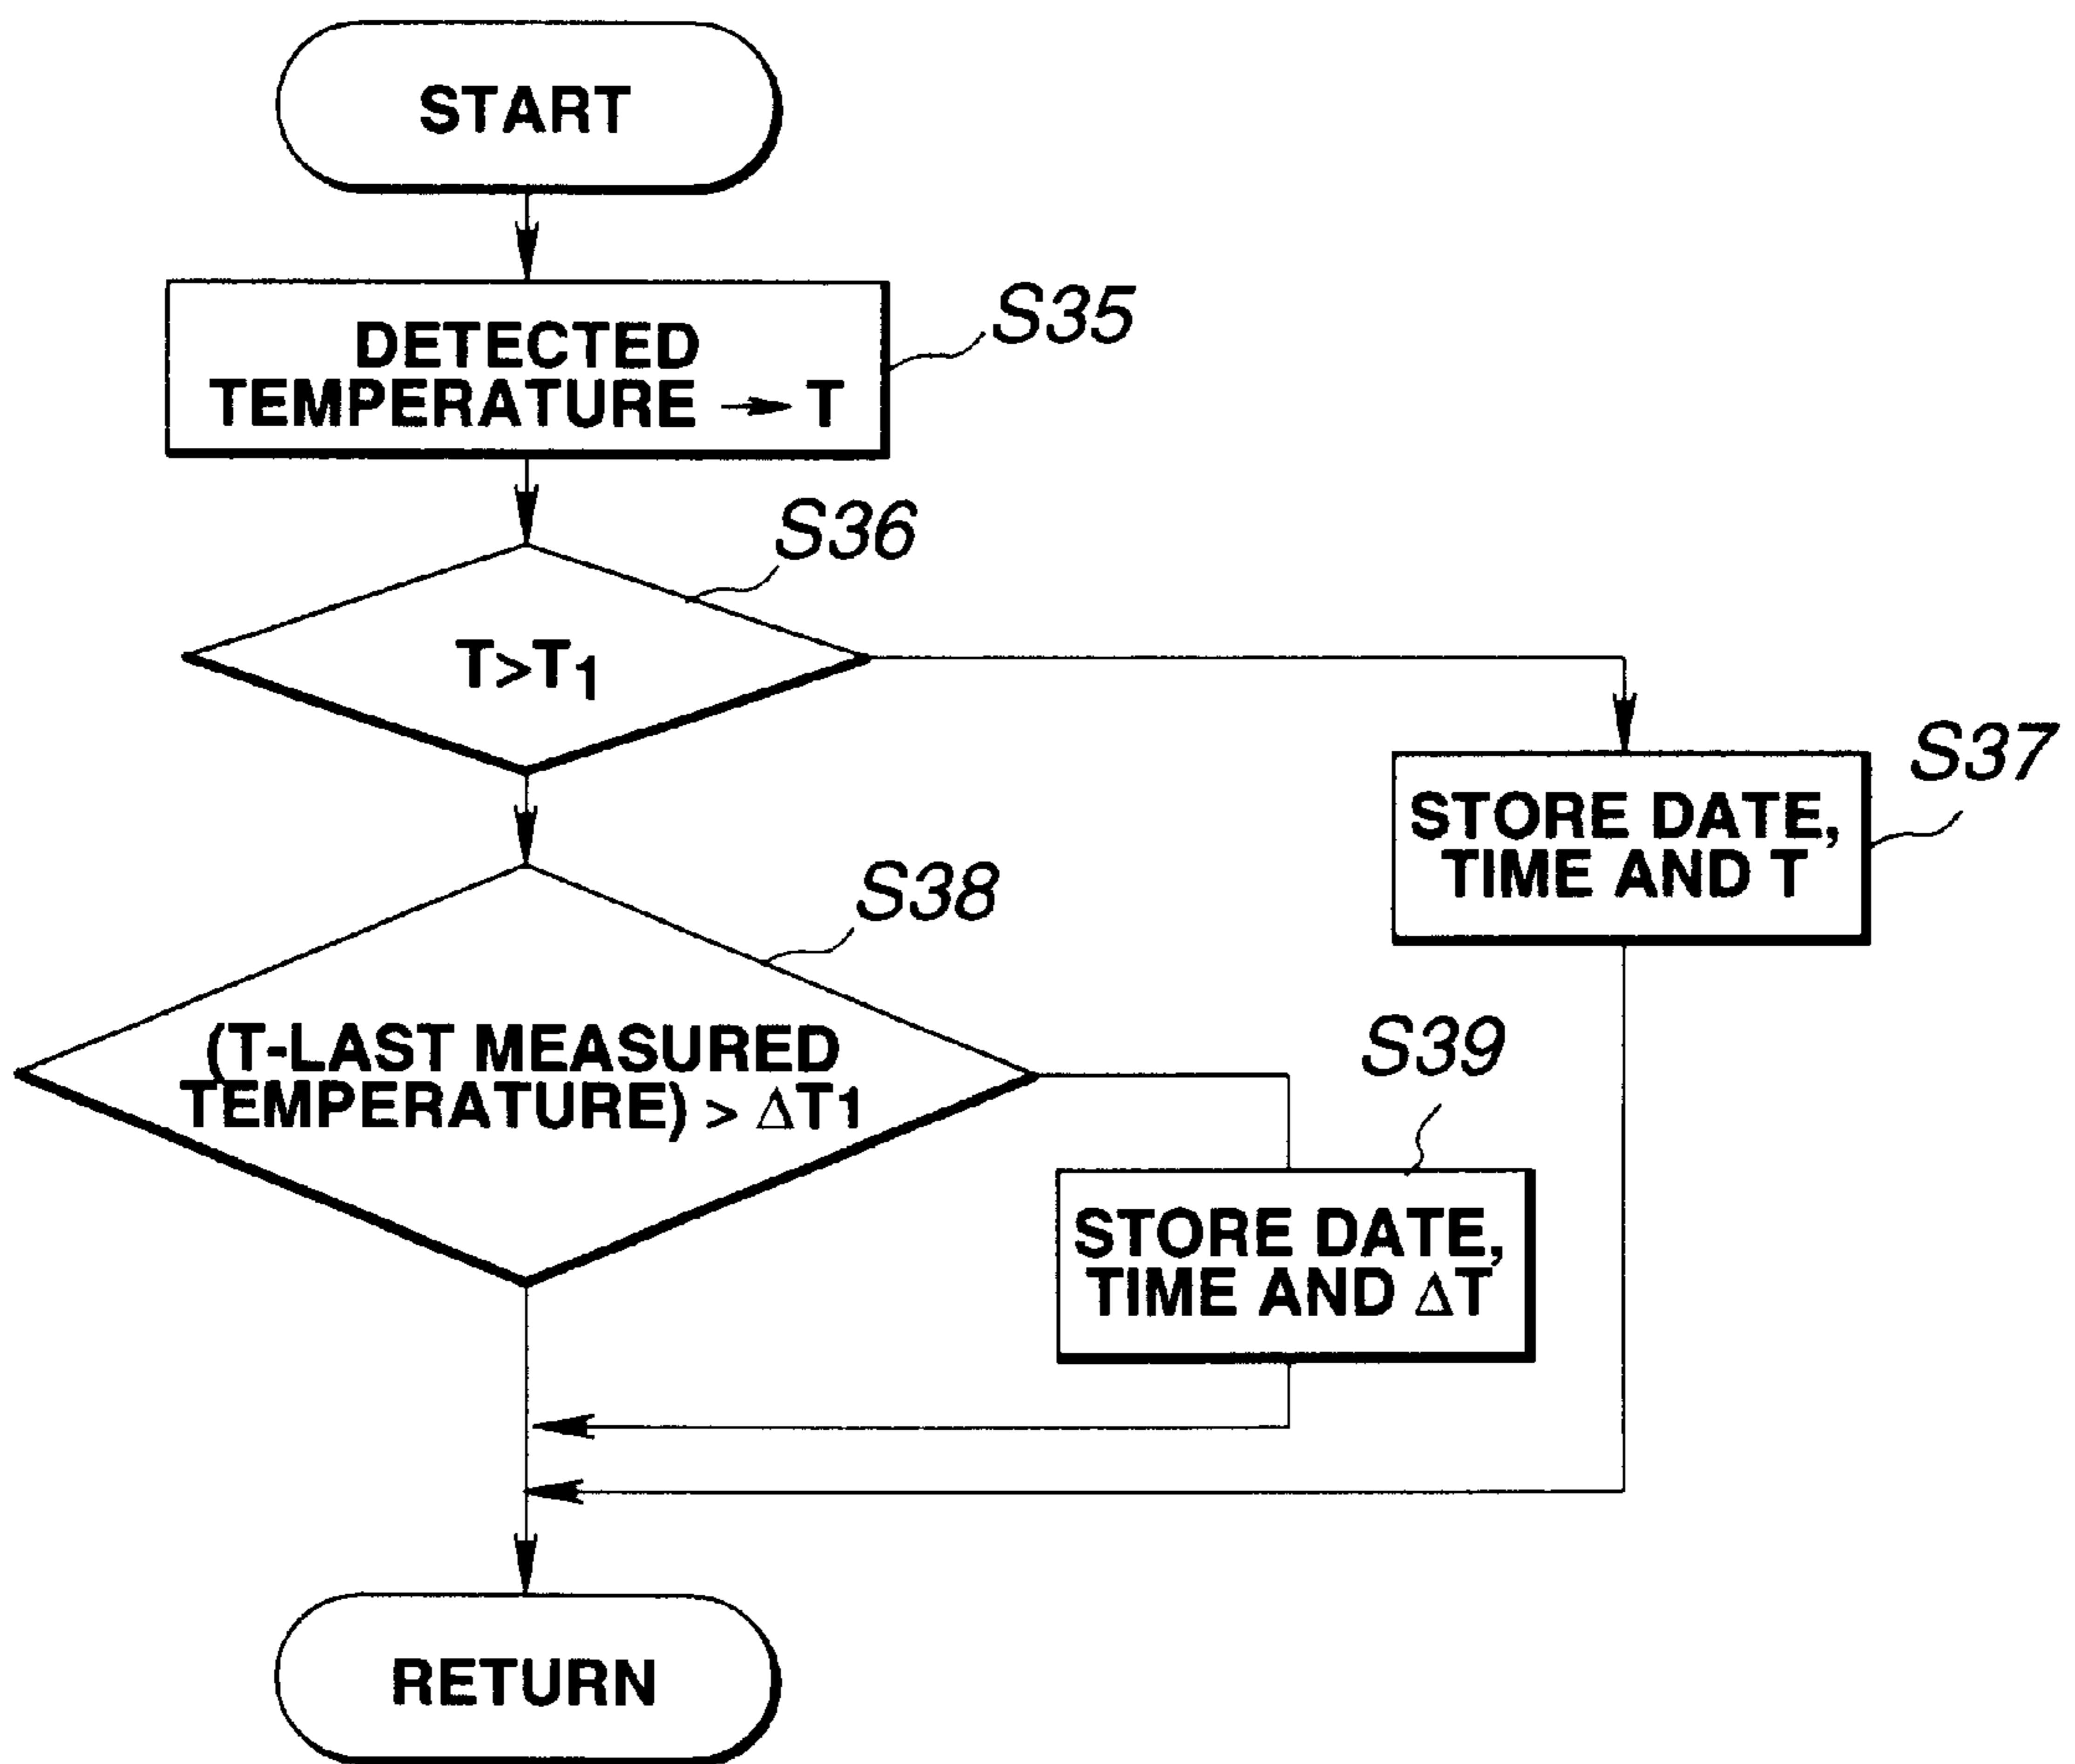 START
DETECTED
TEMPERATURE → T
S35
S36
T>T₁
S37
STORE DATE,
TIME AND T
S38
(T-LAST MEASURED
TEMPERATURE) > ΔT1
S39
STORE DATE,
TIME AND ΔT
RETURN